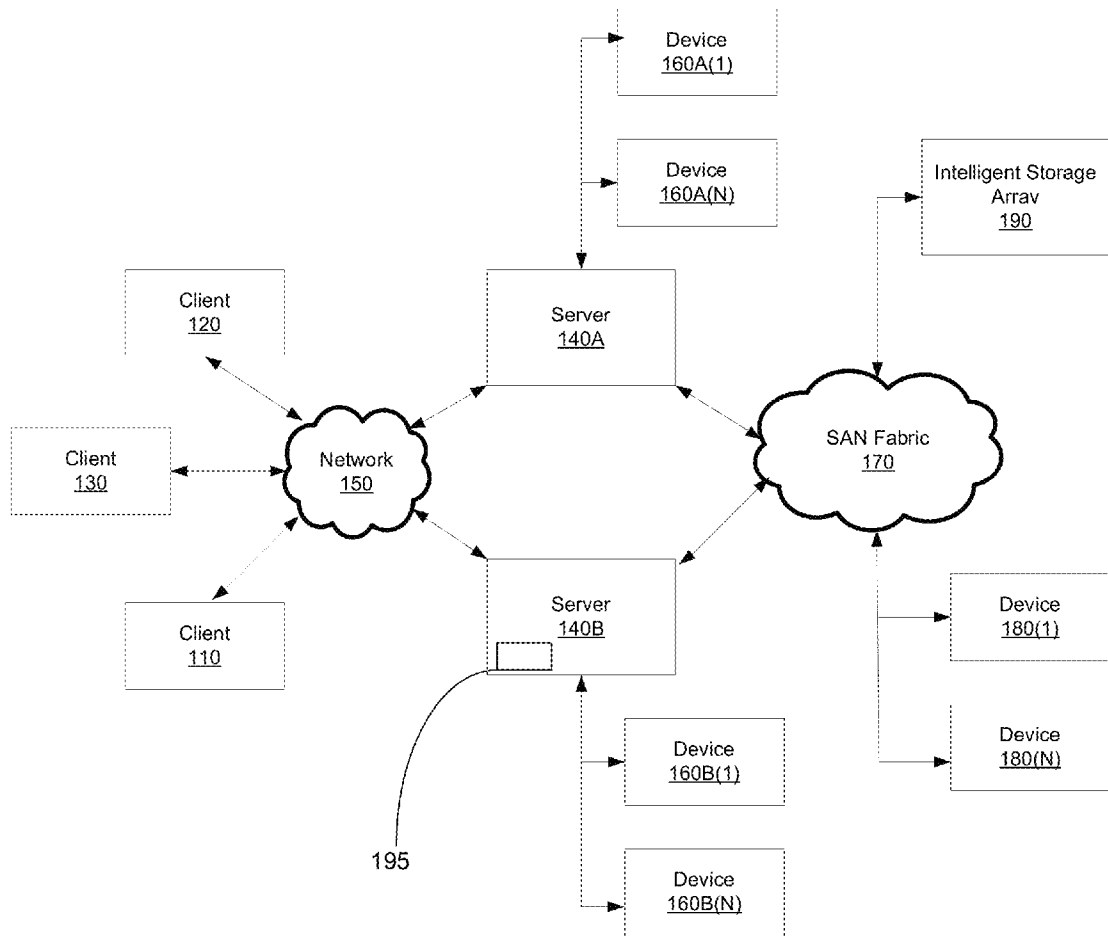 Device
160A(1)
Device
160A(N)
Intelligent Storage
Array
190
Client
120
Server
140A
Client
130
Network
150
SAN Fabric
170
Client
110
Server
140B
Device
180(1)
Device
180(N)
Device
160B(1)
195
Device
160B(N)